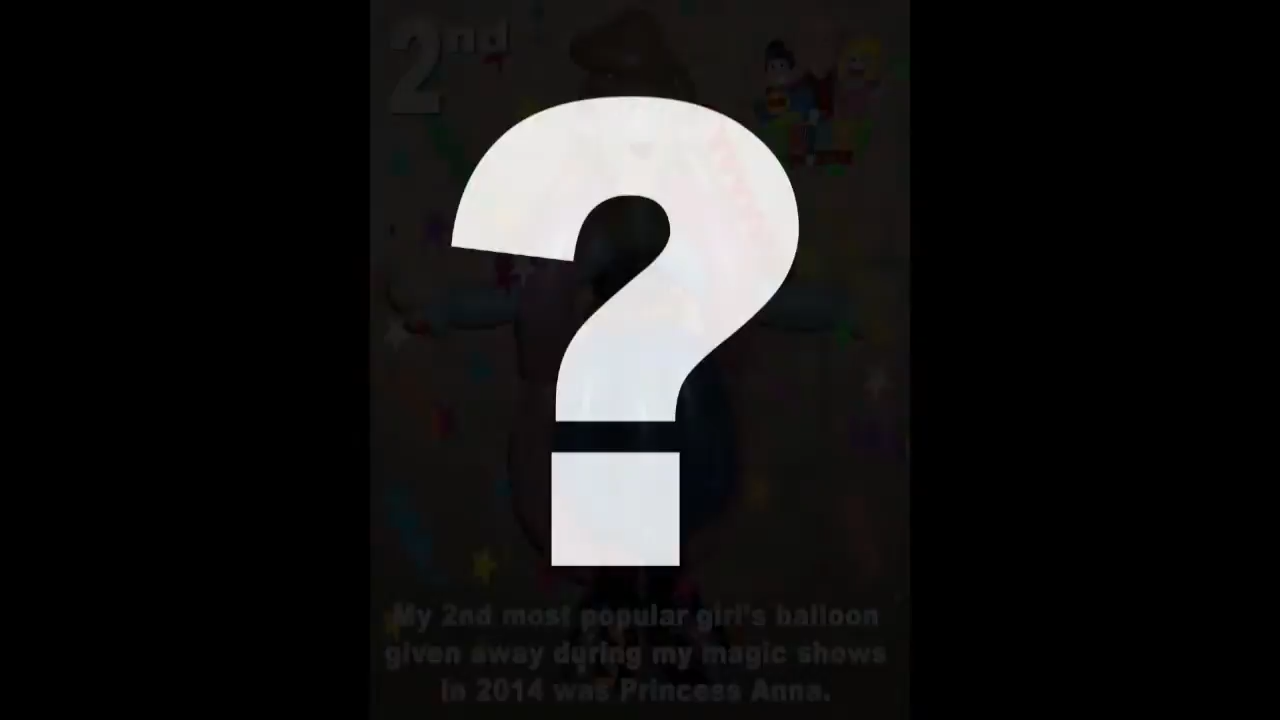 2nd
?
My 2nd most popular girl's balloon
given away during my magic shows
in 2014 was Princess Anna.